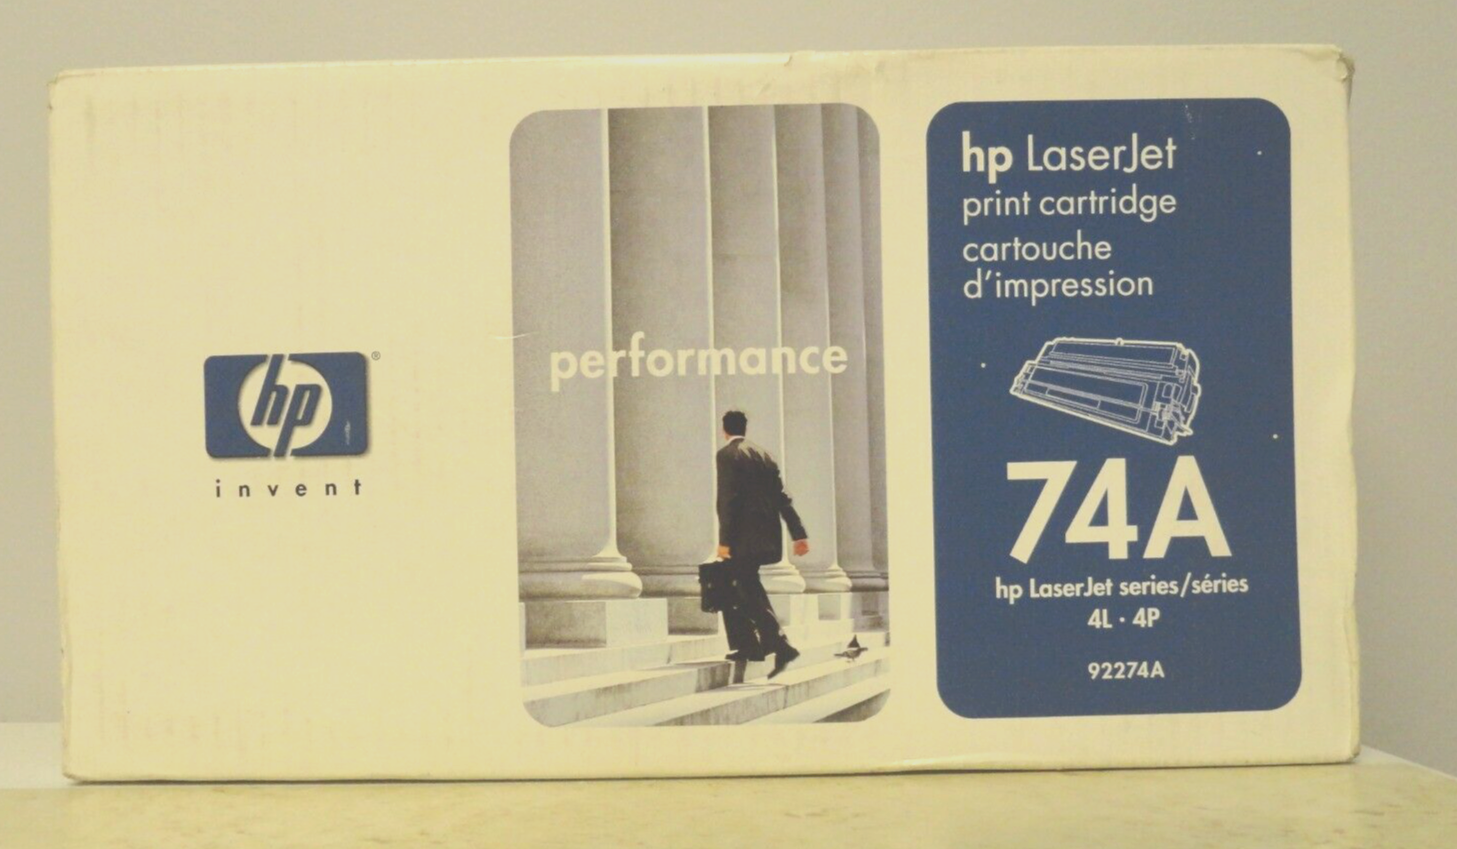 hp
®
invent
performance
hp LaserJet
print cartridge
cartouche
d'impression
74A
hp LaserJet series/séries
4L · 4P
92274A